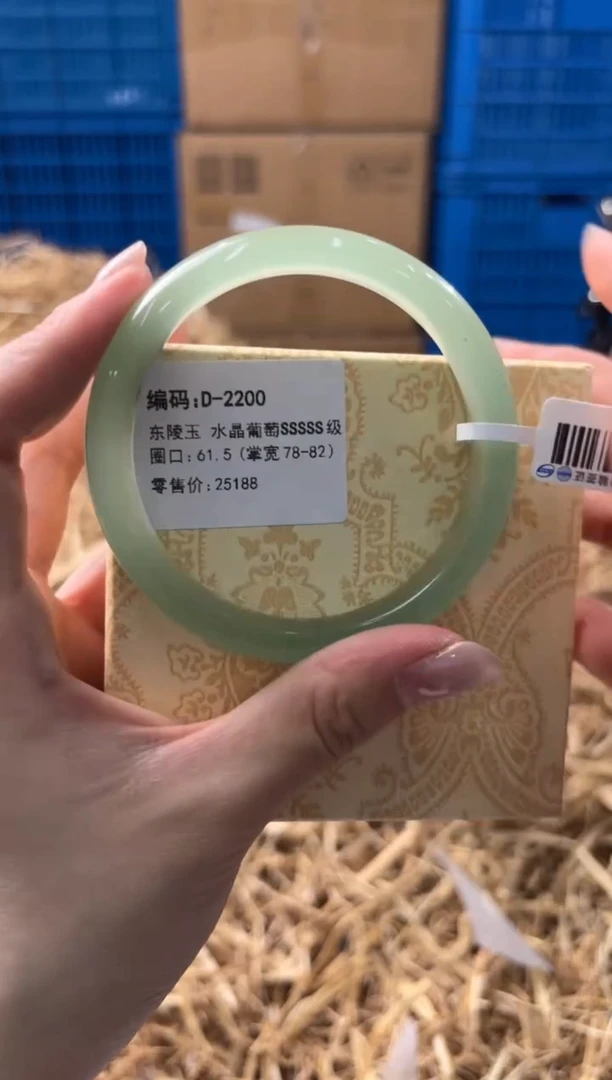 编码:D-2200
东陵玉 水晶葡萄SSSSS级
圈口:61.5(掌宽78-82)
零售价:25188